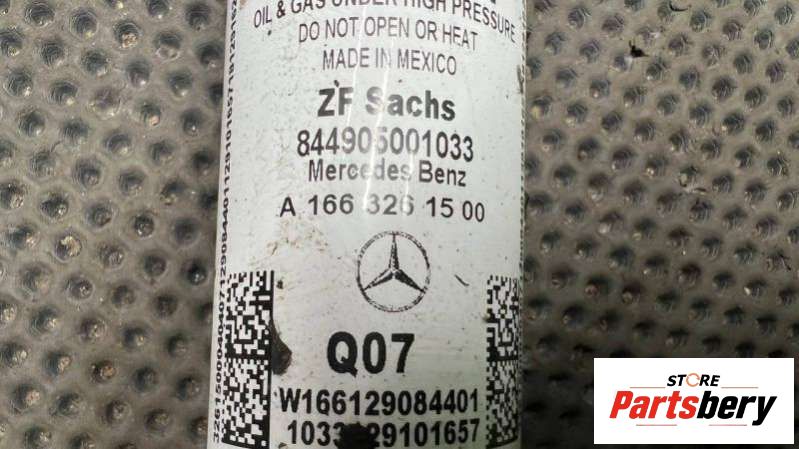 OIL & GAS UNDER HIGH PRESSURE
DO NOT OPEN OR HEAT
MADE IN MEXICO
ZF Sachs
844905001033
Mercedes Benz
A 166 326 15 00
Q07
W166129084401
STORE
Partsbery